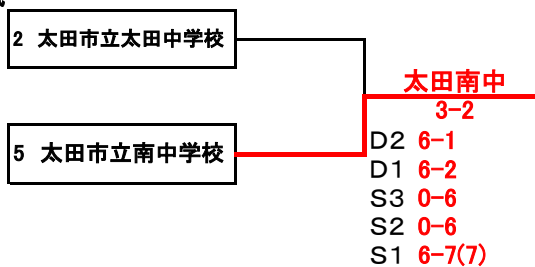 2 太田市立太田中学校
太田南中
3-2
5 太田市立南中学校
D2 6-1
D1 6-2
S3 0-6
S2 0-6
S1 6-7(7)